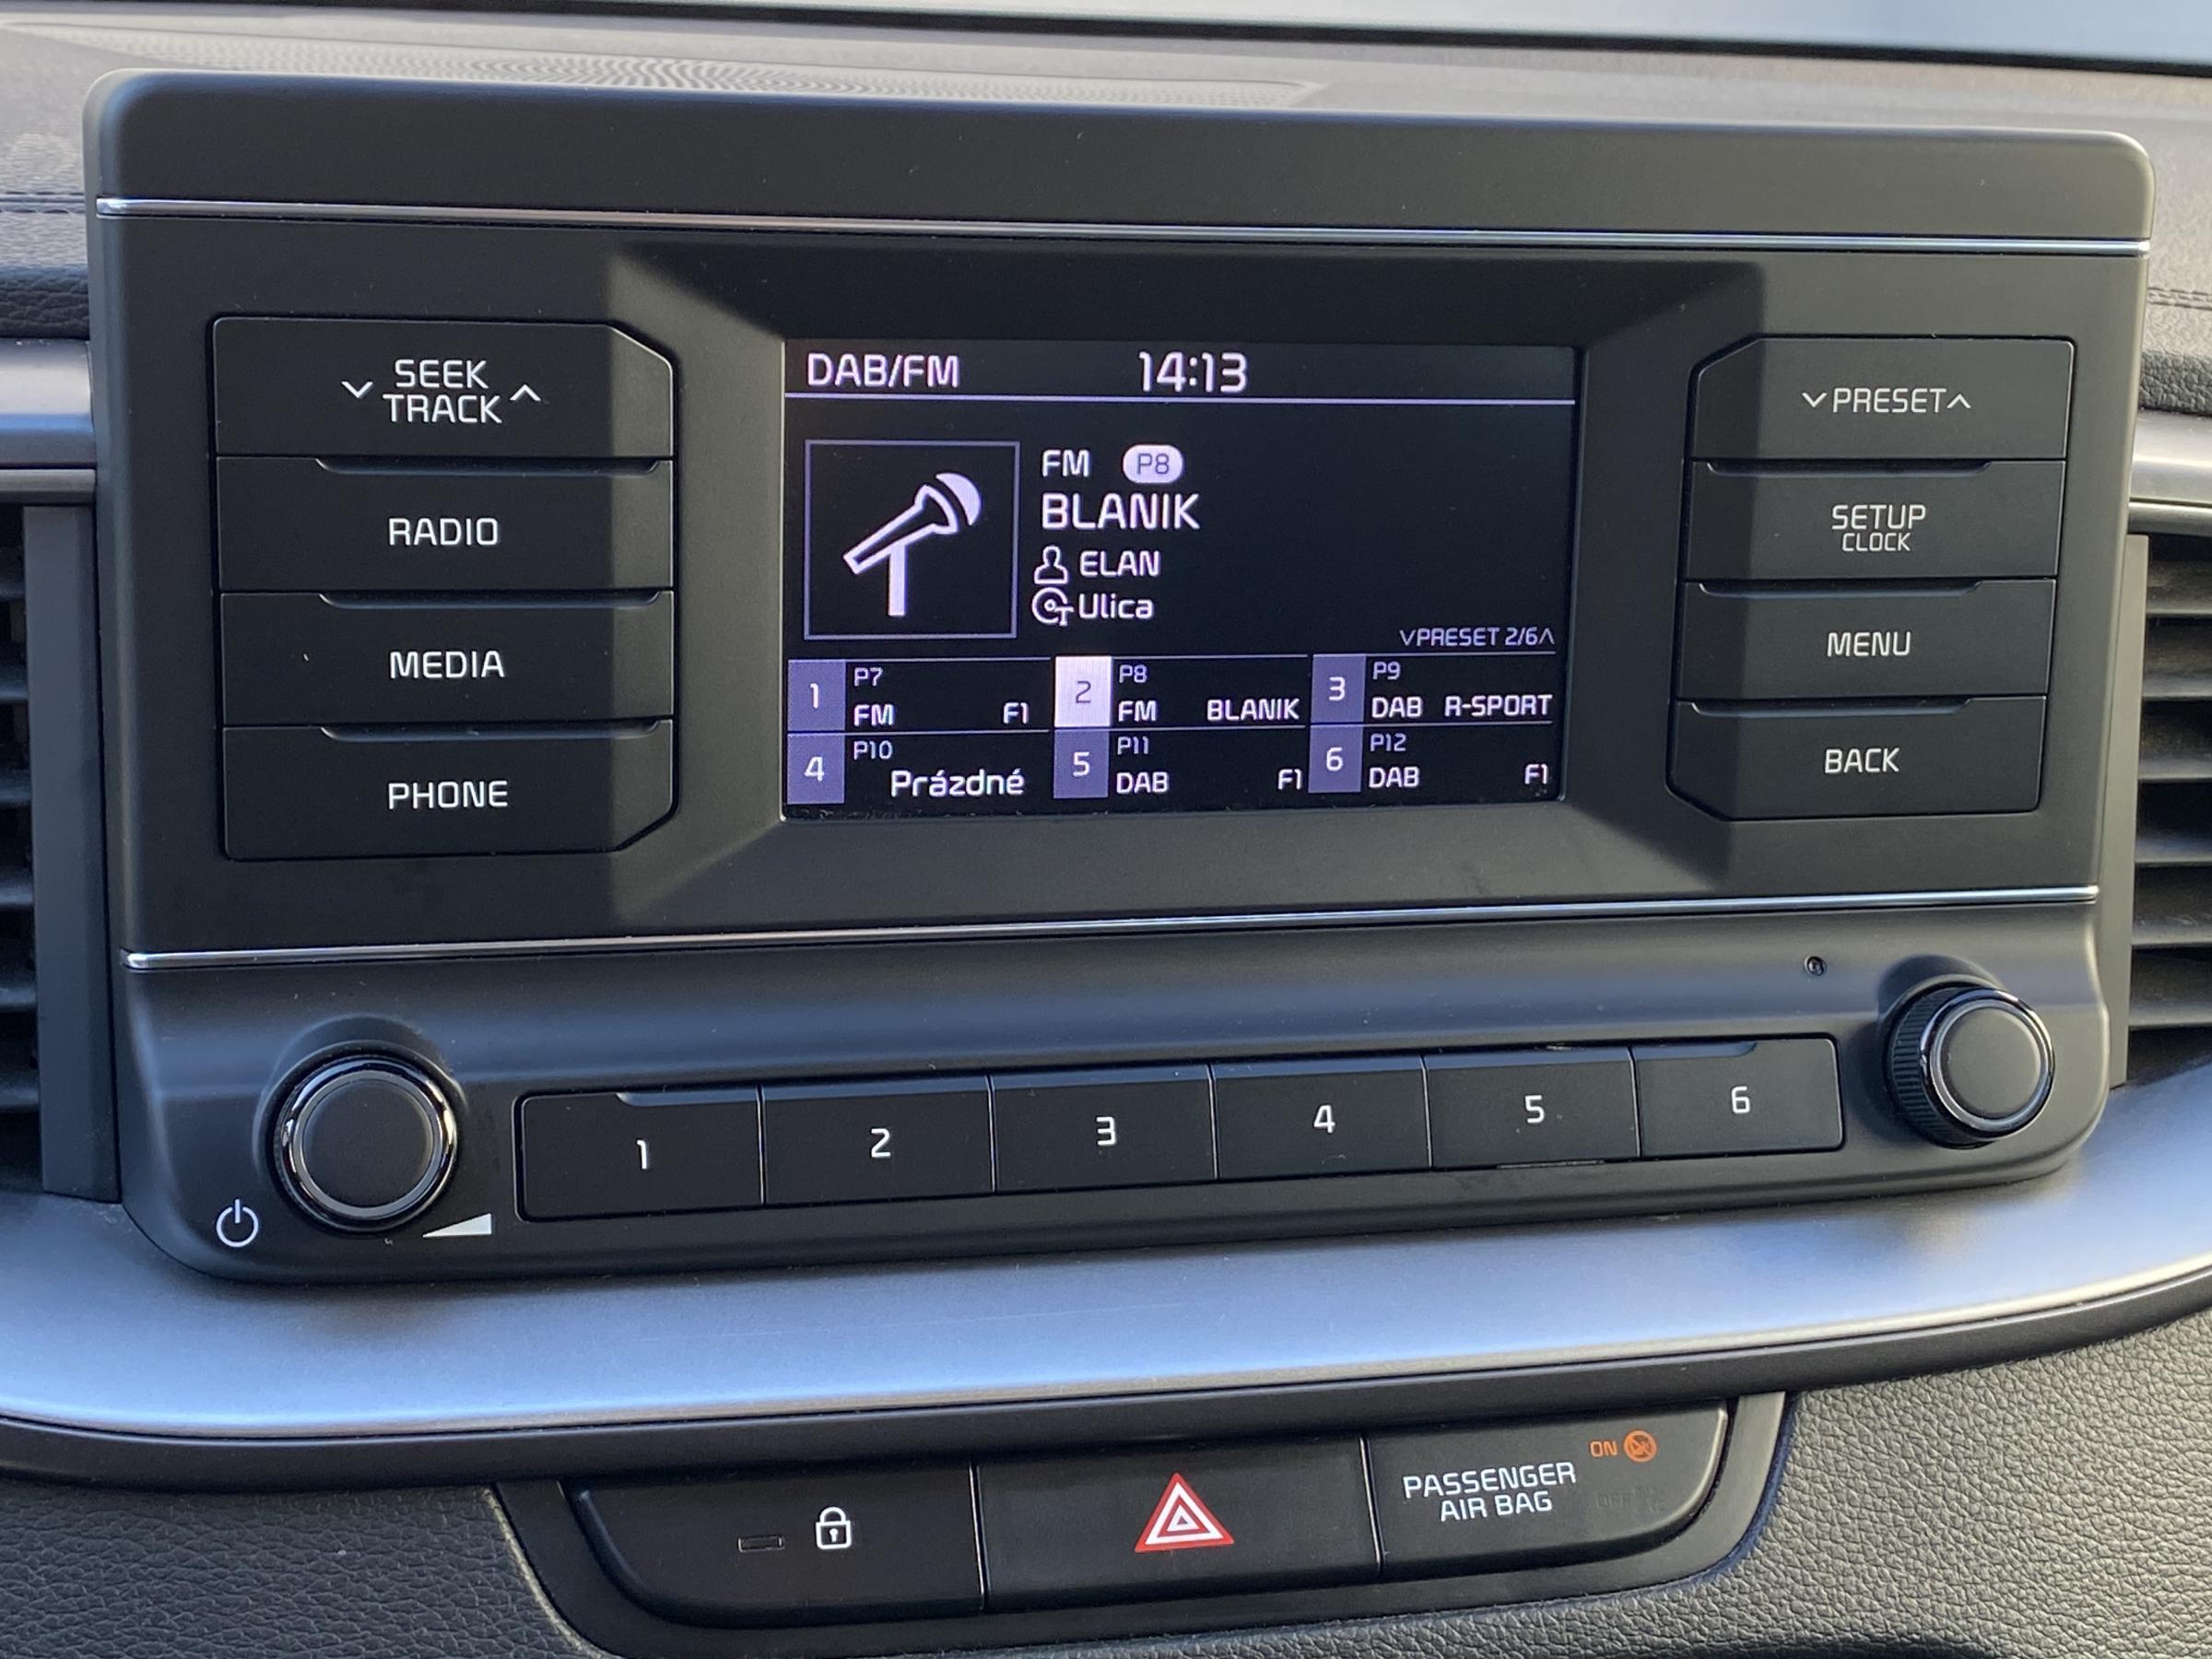 SEEK
TRACK
RADIO
MEDIA
PHONE
DAB/FM 14:13
FM P8
BLANIK
ELAN
Ulica
PRESET 2/6
1 P7 FM F1
2 P8 FM BLANIK
3 P9 DAB R-SPORT
4 P10 Prázdné
5 P11 DAB F1
6 P12 DAB F1
PRESET
SETUP
CLOCK
MENU
BACK
1 2 3 4 5 6
PASSENGER
AIR BAG
ON